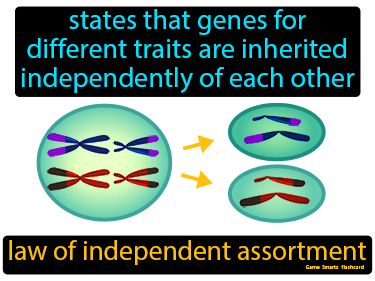 states that genes for
different traits are inherited
independently of each other
law of independent assortment
Game Smartz flashcard